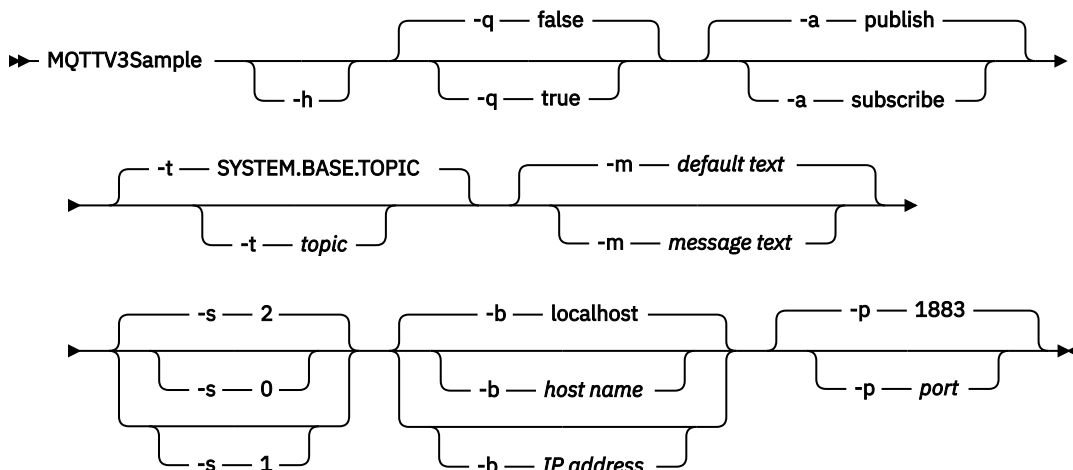 -q false -a publish
MQTTV3Sample
-h -q true -a subscribe
-t SYSTEM.BASE.TOPIC -m default text
-t topic -m message text
-s 2 -b localhost -p 1883
-s 0 -b host name -p port
-s 1 -b IP address